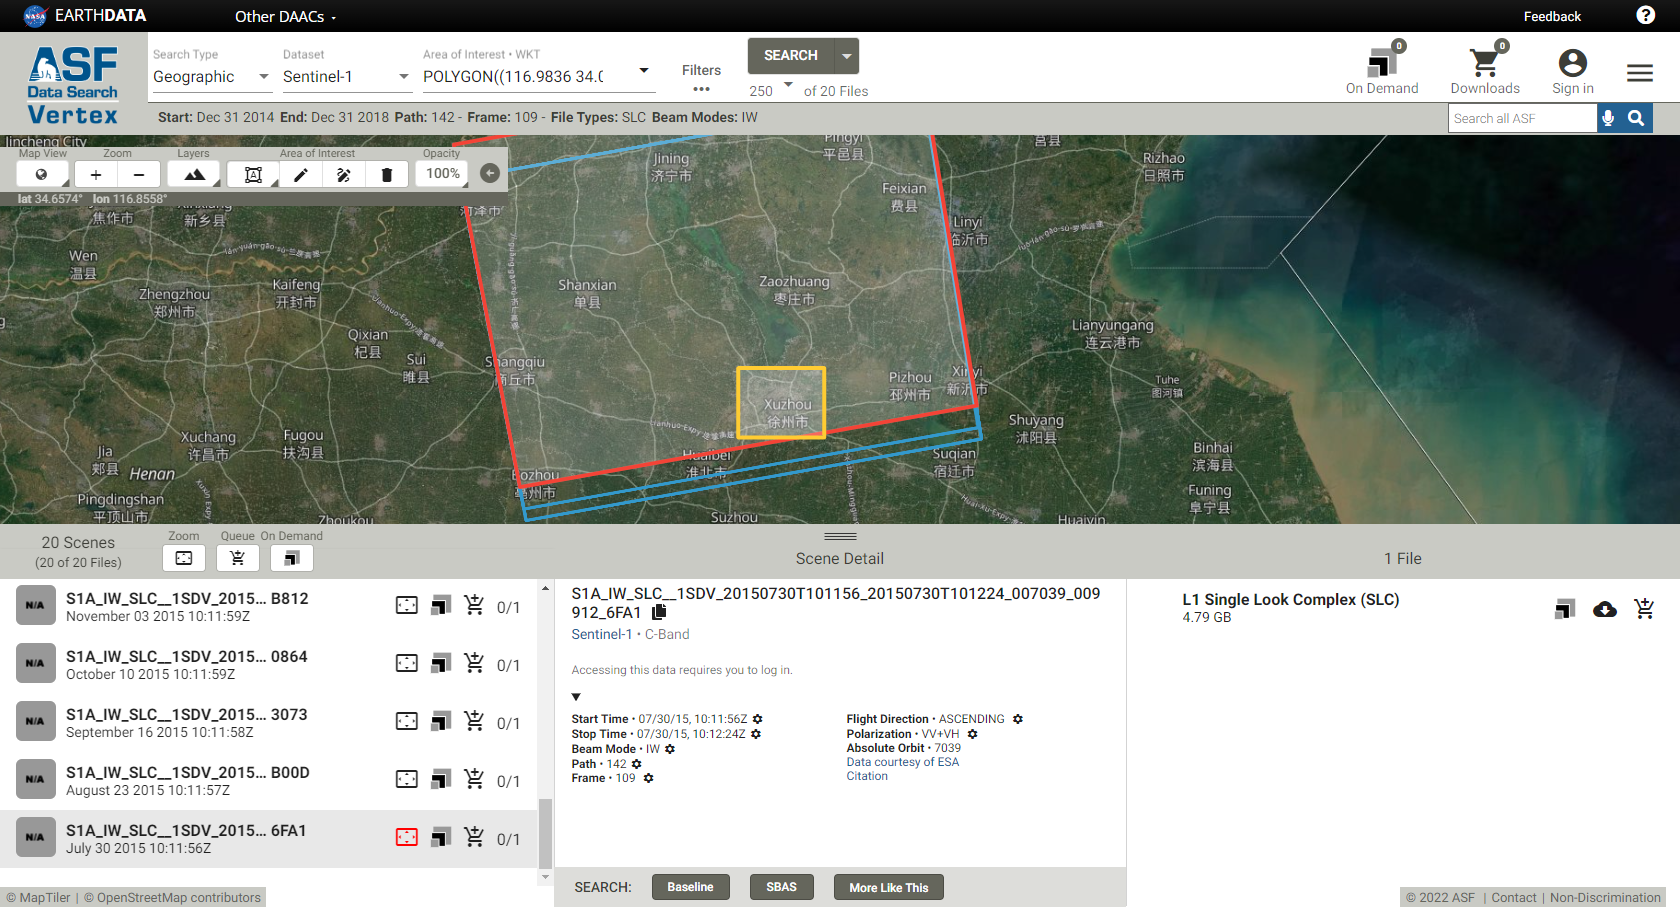 NASA EARTHDATA
Other DAACs
Feedback
?
ASF
Data Search
Vertex
Search Type
Geographic
Dataset
Sentinel-1
Area of Interest • WKT
POLYGON((116.9836 34.0
Filters
•••
SEARCH
250 of 20 Files
0
On Demand
0
Downloads
Sign in
Start: Dec 31 2014 End: Dec 31 2018 Path: 142 - Frame: 109 - File Types: SLC Beam Modes: IW
Search all ASF
Map View
Zoom
Layers
Area of Interest
Opacity
+
−
A
100%
lat 34.6574° lon 116.8558°
Jincheng City
Jining
济宁市
Pingyi
平邑县
莒县
Rizhao
日照市
Feixian
费县
Linyi
临沂市
菏泽市
焦作市
Xinxiang
新乡市
Wen
温县
Zhengzhou
郑州市
Kaifeng
开封市
Shanxian
单县
Zaozhuang
枣庄市
Qixian
杞县
Sui
睢县
Shangqiu
商丘市
Lianyungang
连云港市
Pizhou
邳州市
Xinyi
新沂市
Tuhe
图河镇
Xuzhou
徐州市
Lianhuo-Expy-连霍高速
Shuyang
沭阳县
Xuchang
许昌市
Fugou
扶沟县
Jia
郏县
Henan
Huaibei
淮北市
Suqian
宿迁市
Binhai
滨海县
Bozhou
亳州市
Pingdingshan
平顶山市
Funing
阜宁县
Zhoukou
Suzhou
Huaiyin
20 Scenes
(20 of 20 Files)
Zoom
Queue
On Demand
Scene Detail
1 File
N/A
S1A_IW_SLC__1SDV_2015... B812
November 03 2015 10:11:59Z
0/1
N/A
S1A_IW_SLC__1SDV_2015... 0864
October 10 2015 10:11:59Z
0/1
N/A
S1A_IW_SLC__1SDV_2015... 3073
September 16 2015 10:11:58Z
0/1
N/A
S1A_IW_SLC__1SDV_2015... B00D
August 23 2015 10:11:57Z
0/1
N/A
S1A_IW_SLC__1SDV_2015... 6FA1
July 30 2015 10:11:56Z
0/1
S1A_IW_SLC__1SDV_20150730T101156_20150730T101224_007039_009
912_6FA1
Sentinel-1 • C-Band
Accessing this data requires you to log in.
Start Time • 07/30/15, 10:11:56Z
Stop Time • 07/30/15, 10:12:24Z
Beam Mode • IW
Path • 142
Frame • 109
Flight Direction • ASCENDING
Polarization • VV+VH
Absolute Orbit • 7039
Data courtesy of ESA
Citation
L1 Single Look Complex (SLC)
4.79 GB
SEARCH:
Baseline
SBAS
More Like This
© MapTiler | © OpenStreetMap contributors
© 2022 ASF | Contact | Non-Discrimination